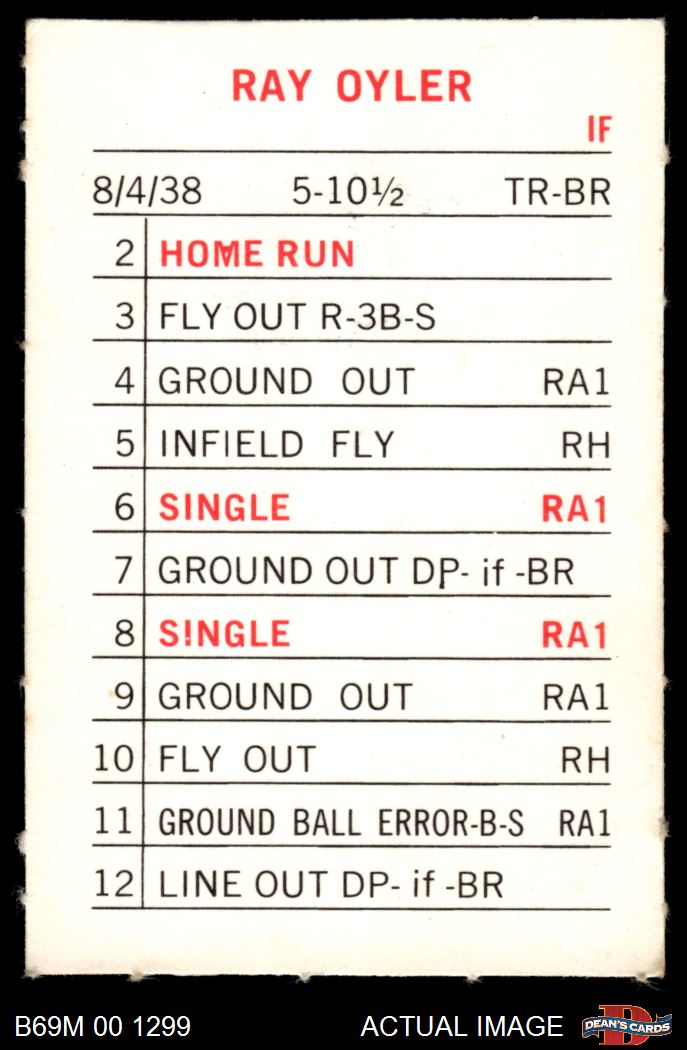 RAY OYLER
IF
8/4/38 5-10½ TR-BR
2 HOME RUN
3 FLY OUT R-3B-S
4 GROUND OUT RA1
5 INFIELD FLY RH
6 SINGLE RA1
7 GROUND OUT DP- if -BR
8 SINGLE RA1
9 GROUND OUT RA1
10 FLY OUT RH
11 GROUND BALL ERROR-B-S RA1
12 LINE OUT DP- if -BR
B69M 00 1299 ACTUAL IMAGE DEAN'S CARDS